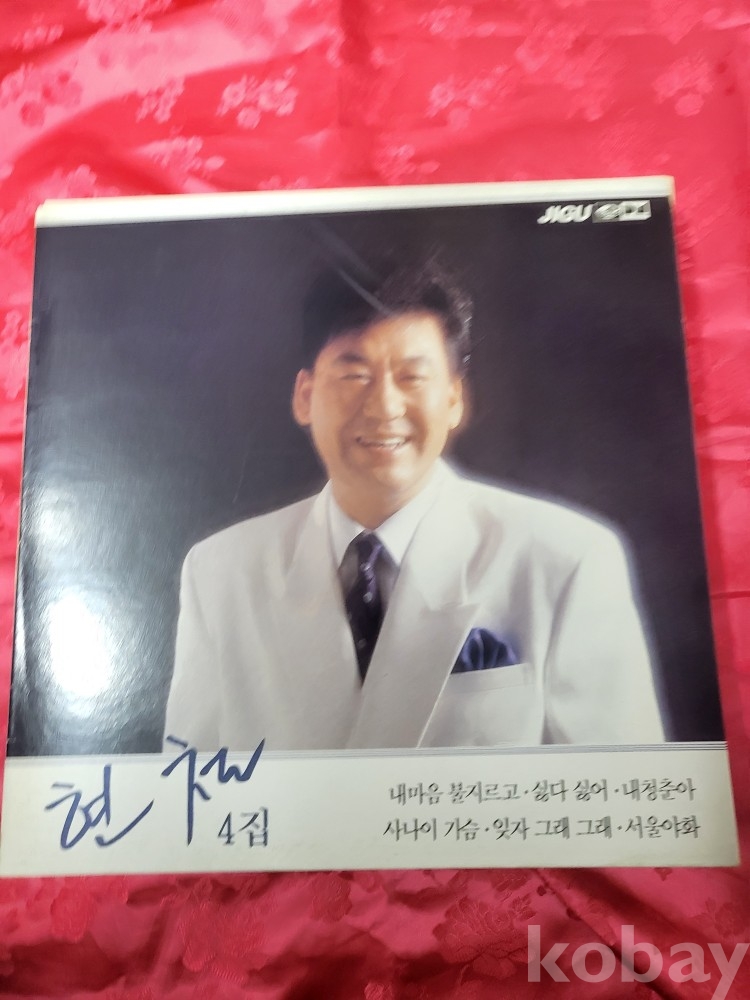 JIGU
현철
4집
내마음 불지르고·싫다 싫어·내청춘아
사나이 가슴·잊자 그래 그래·서울야화
kobay